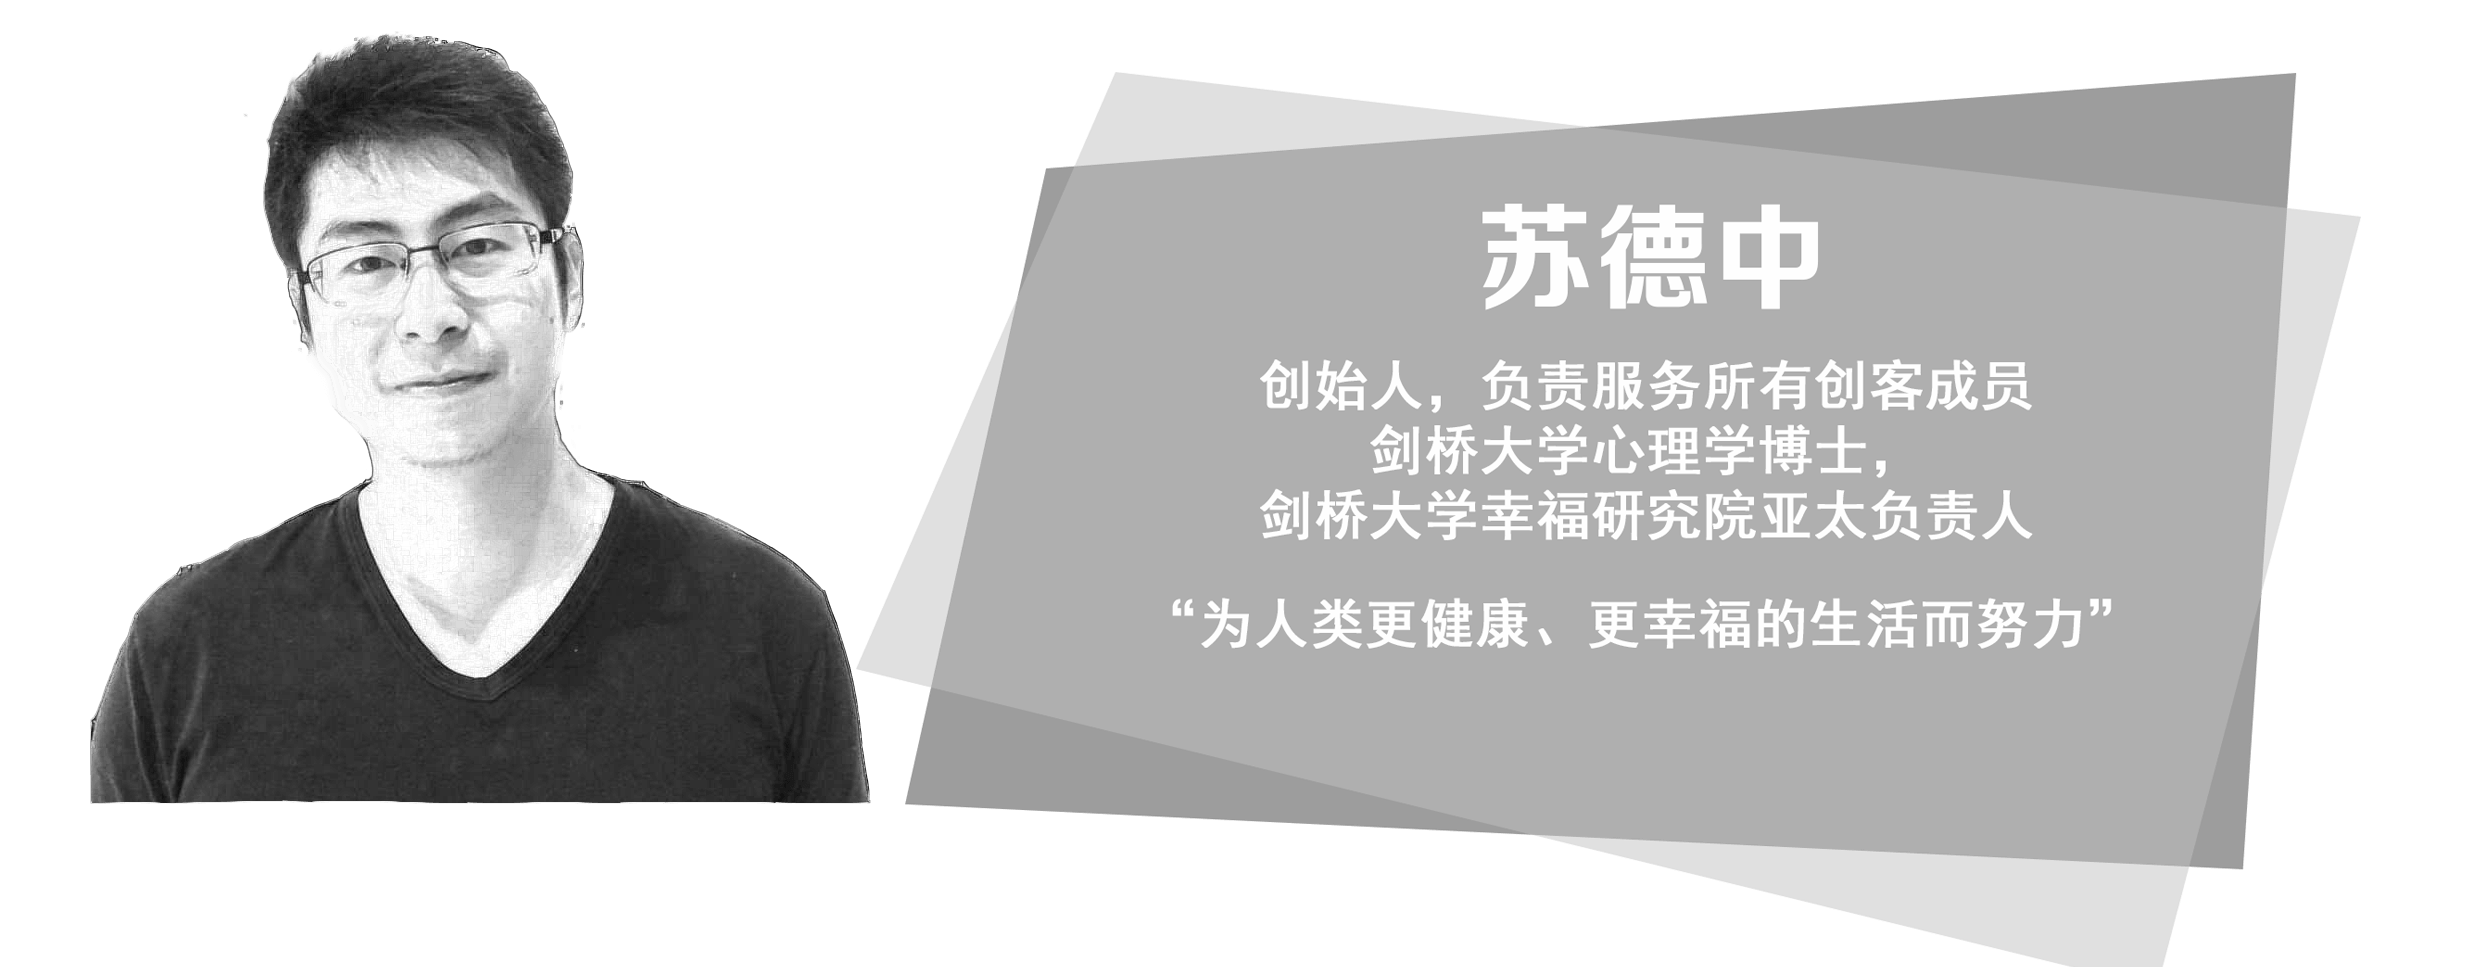 苏德中
创始人，负责服务所有创客成员
剑桥大学心理学博士，
剑桥大学幸福研究院亚太负责人
“为人类更健康、更幸福的生活而努力”